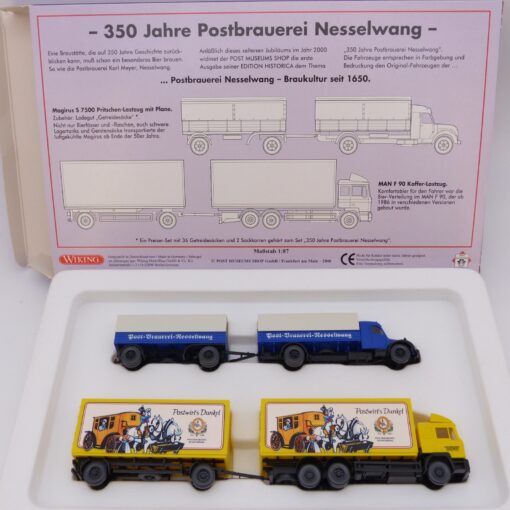 – 350 Jahre Postbrauerei Nesselwang –
Eine Braustätte, die auf 350 Jahre Geschichte zurück-
blicken kann, muß schon ein besonderes Bier brauen:
So wie die Postbrauerei Karl Meyer, Nesselwang.
Anläßlich dieses seltenen Jubiläums im Jahr 2000
widmet der POST MUSEUMS SHOP die erste
Ausgabe seiner EDITION HISTORICA dem Thema
„350 Jahre Postbrauerei Nesselwang“.
Die Fahrzeuge entsprechen in Farbgebung und
Bedruckung den Original-Fahrzeugen der ...
... Postbrauerei Nesselwang – Braukultur seit 1650.
Magirus S 7500 Pritschen-Lastzug mit Plane.
Zubehör: Ladegut „Getreidesäcke“ *
Nicht nur Bierfässer und -flaschen, auch schwere
Lagertanks und Gerstensäcke transportierte der
luftgekühlte Magirus ab Ende der 50er Jahre.
MAN F 90 Koffer-Lastzug.
Komfortabler für den Fahrer war die
Bier-Verteilung im MAN F 90, der ab
1986 in verschiedenen Versionen
gebaut wurde.
* Ein Preiser-Set mit 36 Getreidesäcken und 2 Sackkarren gehört zum Set „350 Jahre Postbrauerei Nesselwang“.
WIKING
Maßstab 1:87
© POST MUSEUMS SHOP GmbH / Frankfurt am Main – 2000
CE
Post-Brauerei-Nesselwang
Post-Brauerei-Nesselwang
Postwirt's Dunkel
Postwirt's Dunkel